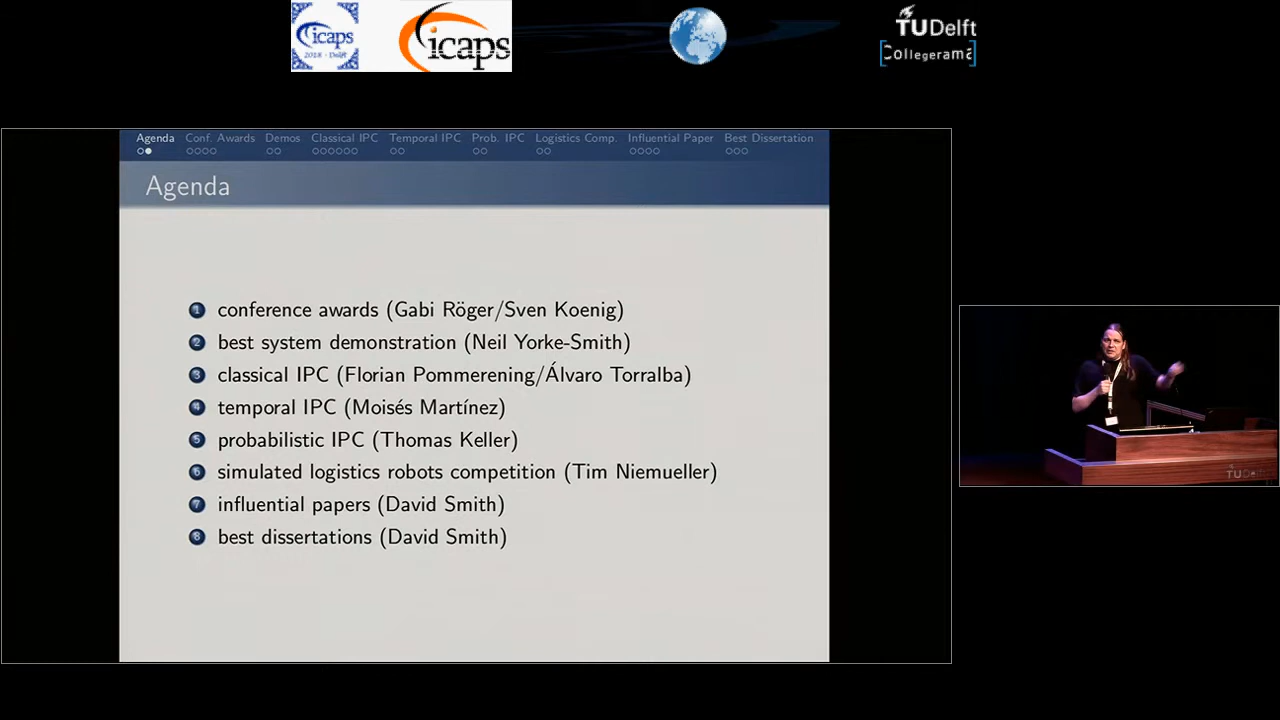 icaps
2018 - Delft
icaps
TU Delft
Collegerama
Agenda Conf. Awards Demos Classical IPC Temporal IPC Prob. IPC Logistics Comp. Influential Paper Best Dissertation
Agenda
1 conference awards (Gabi Röger/Sven Koenig)
2 best system demonstration (Neil Yorke-Smith)
3 classical IPC (Florian Pommerening/Álvaro Torralba)
4 temporal IPC (Moisés Martínez)
5 probabilistic IPC (Thomas Keller)
6 simulated logistics robots competition (Tim Niemueller)
7 influential papers (David Smith)
8 best dissertations (David Smith)
TU Delft